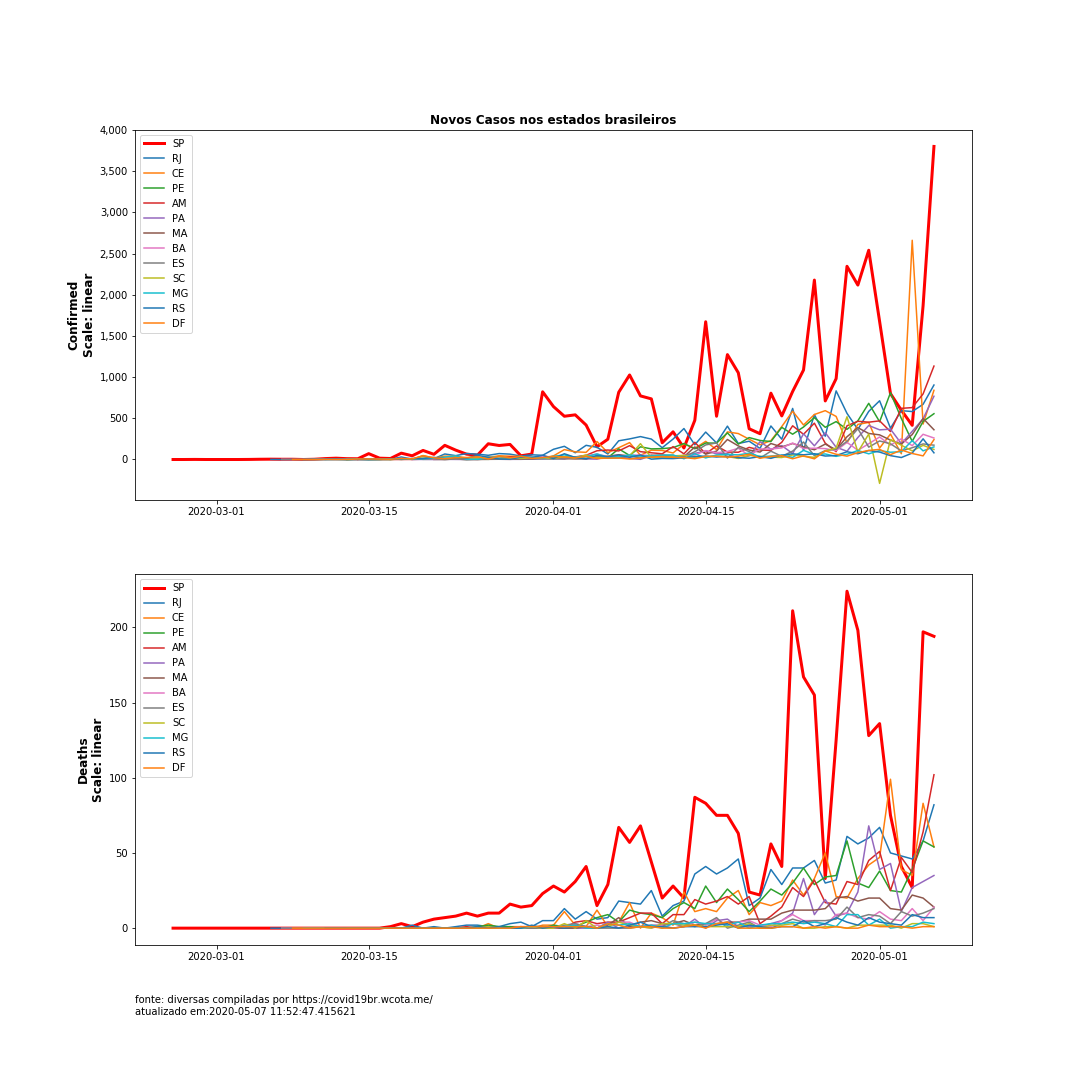 Novos Casos nos estados brasileiros
Confirmed
Scale: linear
4,000
3,500
3,000
2,500
2,000
1,500
1,000
500
0
SP
RJ
CE
PE
AM
PA
MA
BA
ES
SC
MG
RS
DF
2020-03-01
2020-03-15
2020-04-01
2020-04-15
2020-05-01
Deaths
Scale: linear
200
150
100
50
0
SP
RJ
CE
PE
AM
PA
MA
BA
ES
SC
MG
RS
DF
2020-03-01
2020-03-15
2020-04-01
2020-04-15
2020-05-01
fonte: diversas compiladas por https://covid19br.wcota.me/
atualizado em:2020-05-07 11:52:47.415621